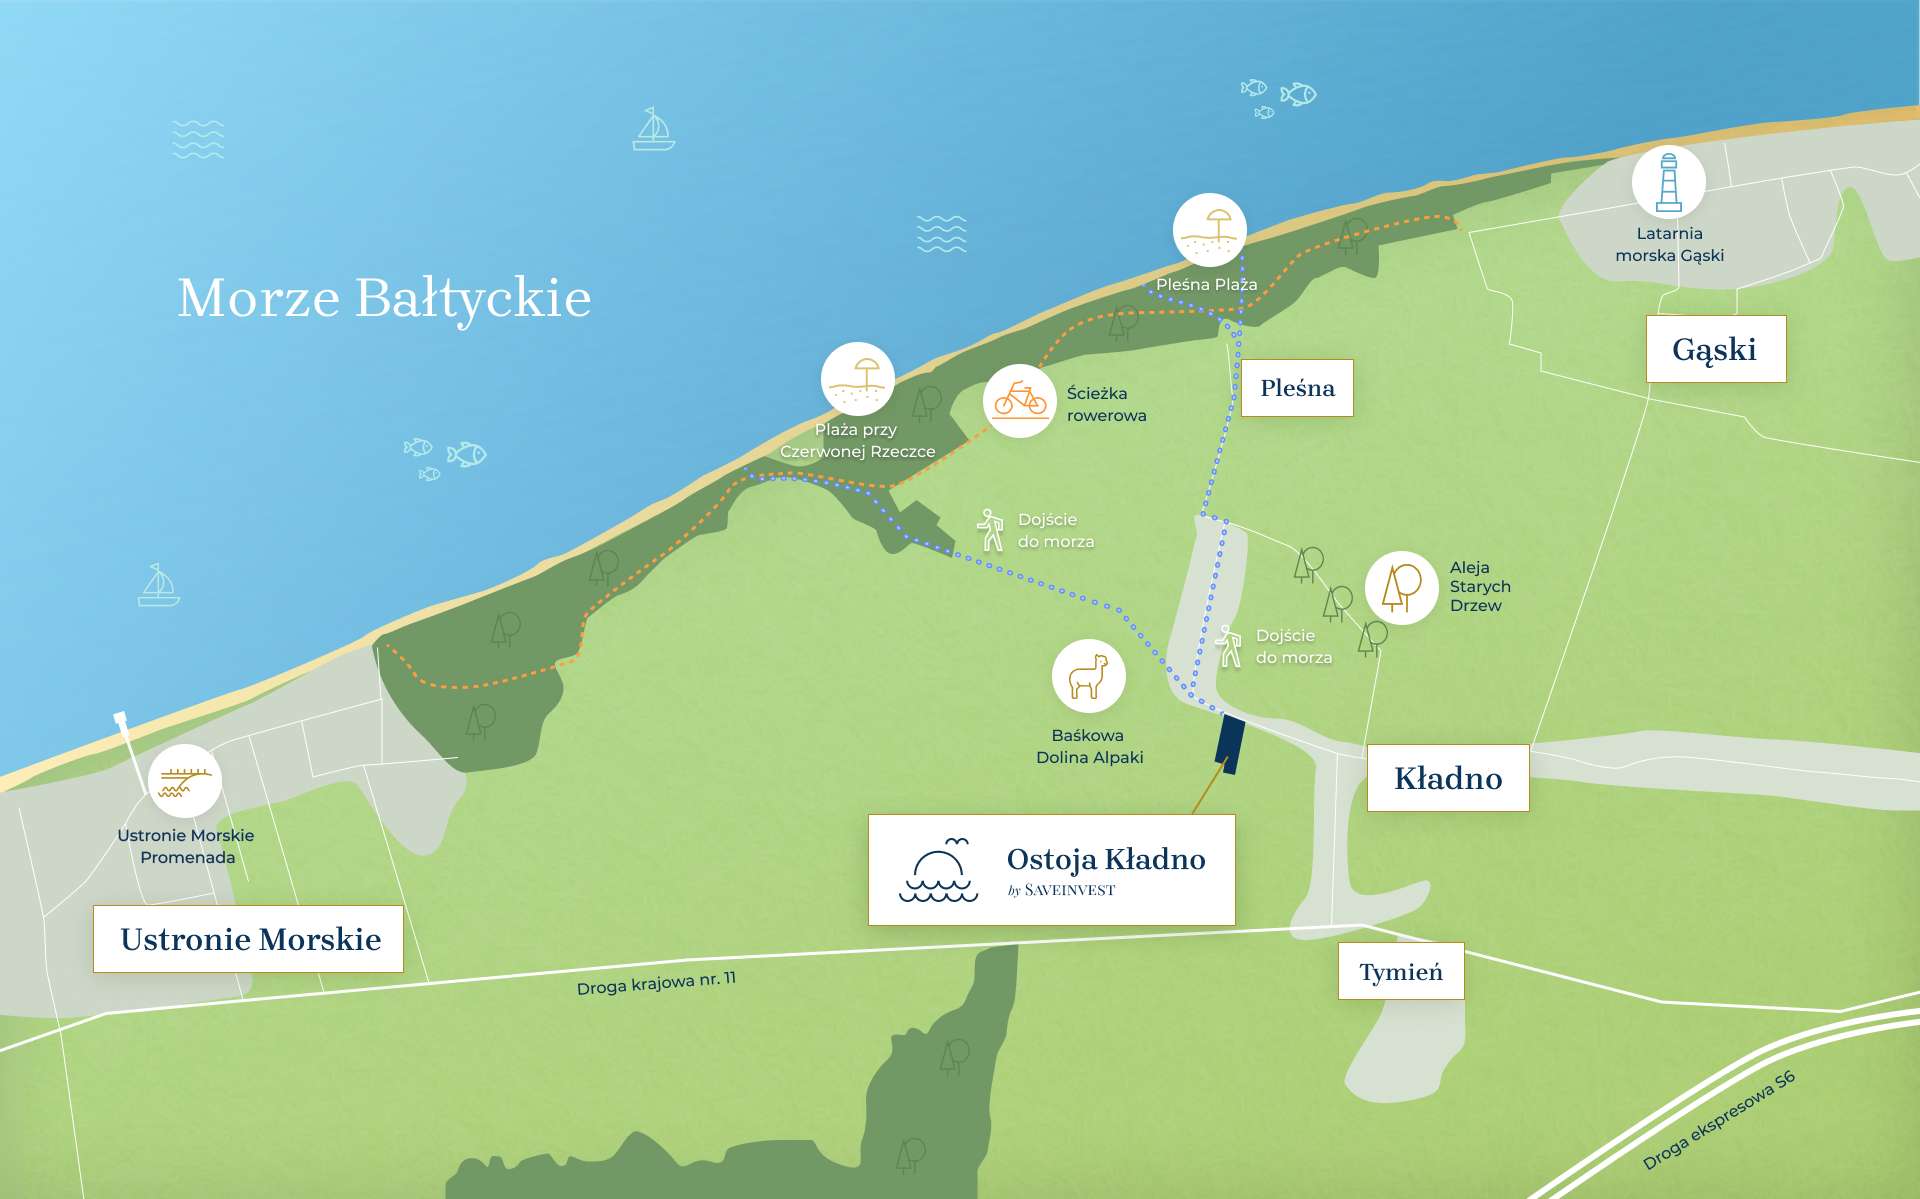 Morze Bałtyckie
Latarnia
morska Gąski
Gąski
Pleśna Plaża
Pleśna
Plaża przy
Czerwonej Rzeczce
Ścieżka
rowerowa
Dojście
do morza
Aleja
Starych
Drzew
Dojście
do morza
Baśkowa
Dolina Alpaki
Kładno
Ustronie Morskie
Promenada
Ostoja Kładno
by SAVEINVEST
Ustronie Morskie
Tymień
Droga krajowa nr. 11
Droga ekspresowa S6